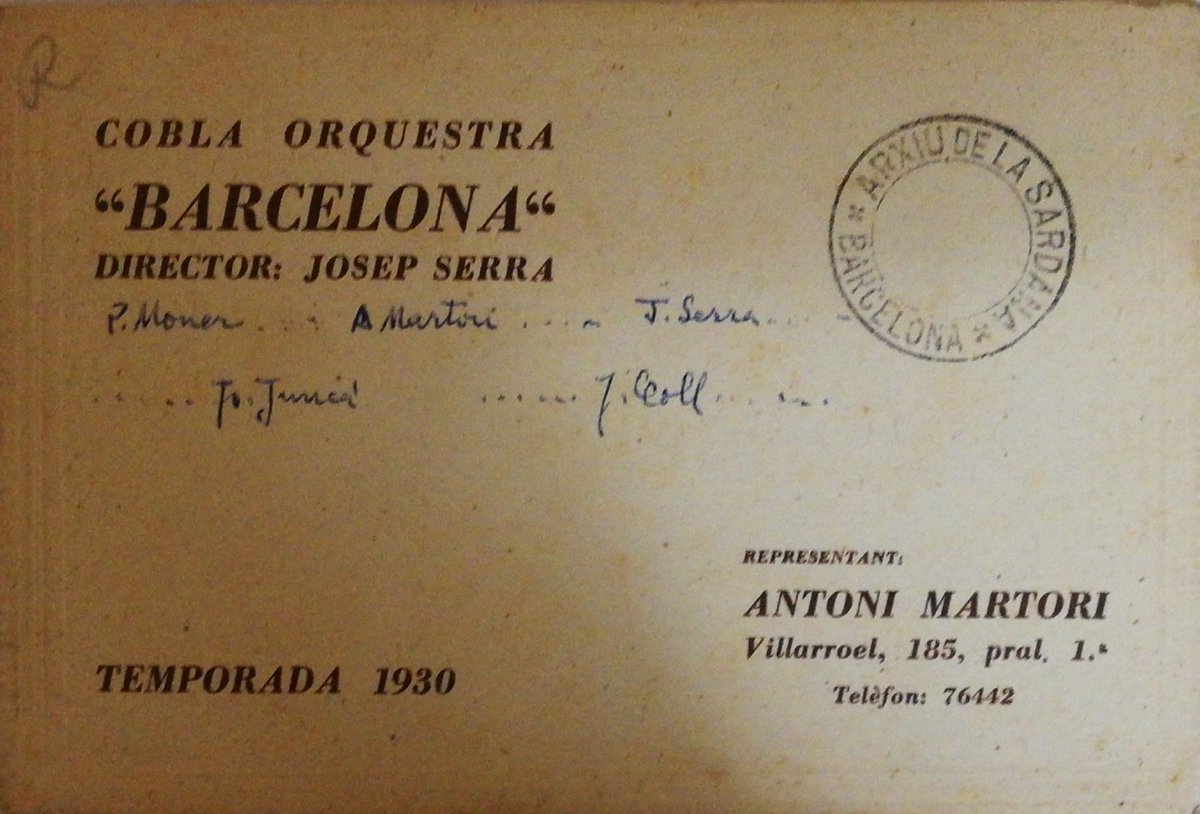 R
COBLA ORQUESTRA
“BARCELONA“
DIRECTOR: JOSEP SERRA
P. Moner . . . . A Martori . . . . . J. Serra . . . . .
. . . . . Jo. Juncà . . . . . . J. Coll . . . . . .
* ARXIU DE LA SARDANA * BARCELONA
REPRESENTANT:
ANTONI MARTORI
Villarroel, 185, pral. 1.ª
Telèfon: 76442
TEMPORADA 1930